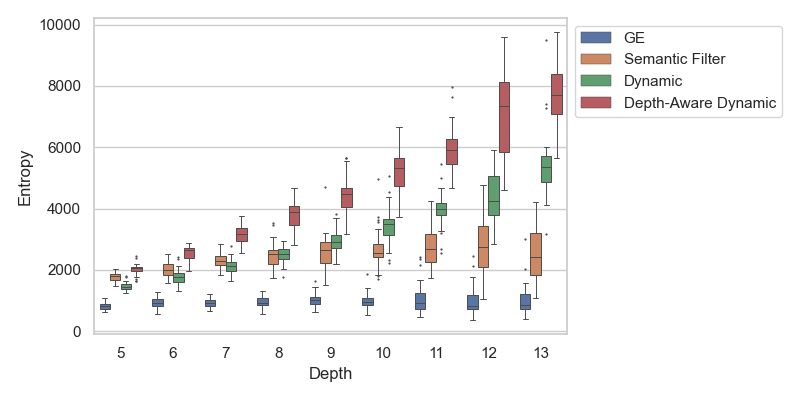 10000
8000
6000
4000
2000
0
Entropy
5 6 7 8 9 10 11 12 13
Depth
GE
Semantic Filter
Dynamic
Depth-Aware Dynamic